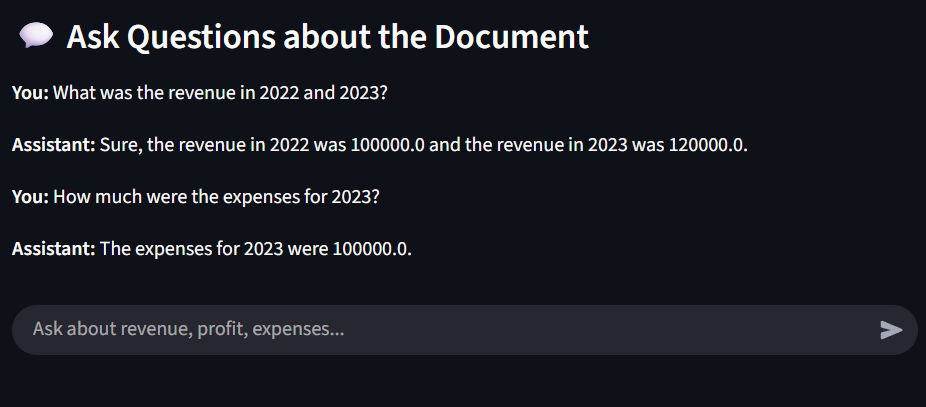 Ask Questions about the Document
You: What was the revenue in 2022 and 2023?
Assistant: Sure, the revenue in 2022 was 100000.0 and the revenue in 2023 was 120000.0.
You: How much were the expenses for 2023?
Assistant: The expenses for 2023 were 100000.0.
Ask about revenue, profit, expenses...